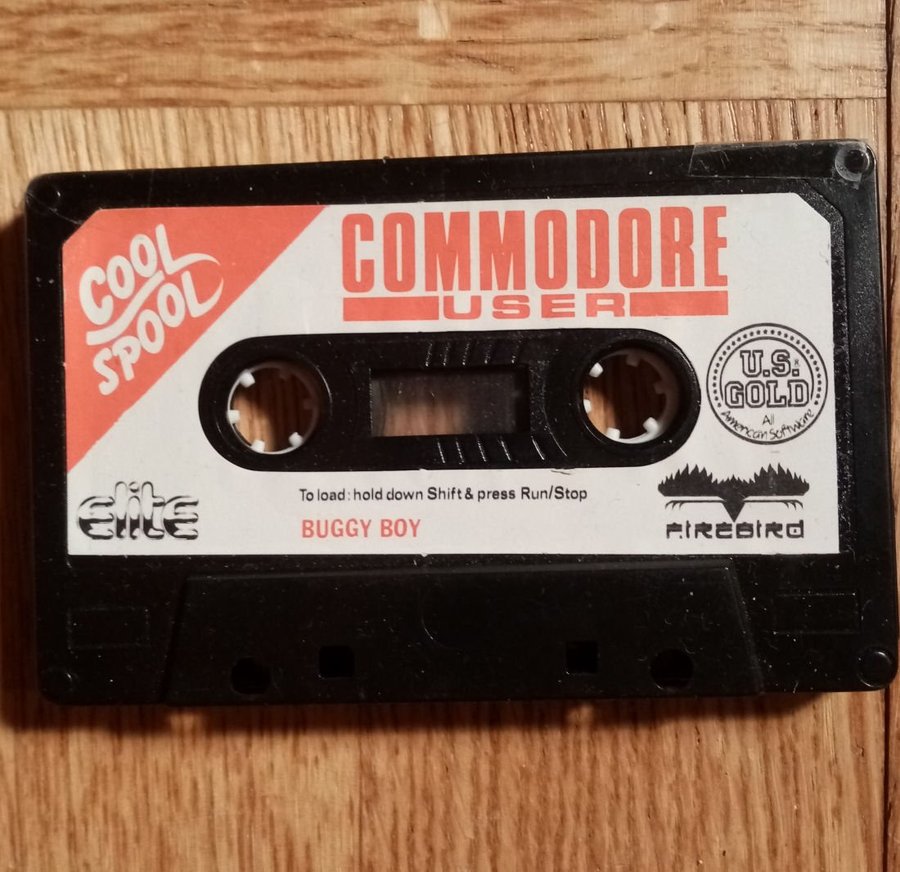 COOL
SPOOL
COMMODORE
USER
U.S.
GOLD
All
American Software
To load: hold down Shift & press Run/Stop
elite
BUGGY BOY
FIREBIRD